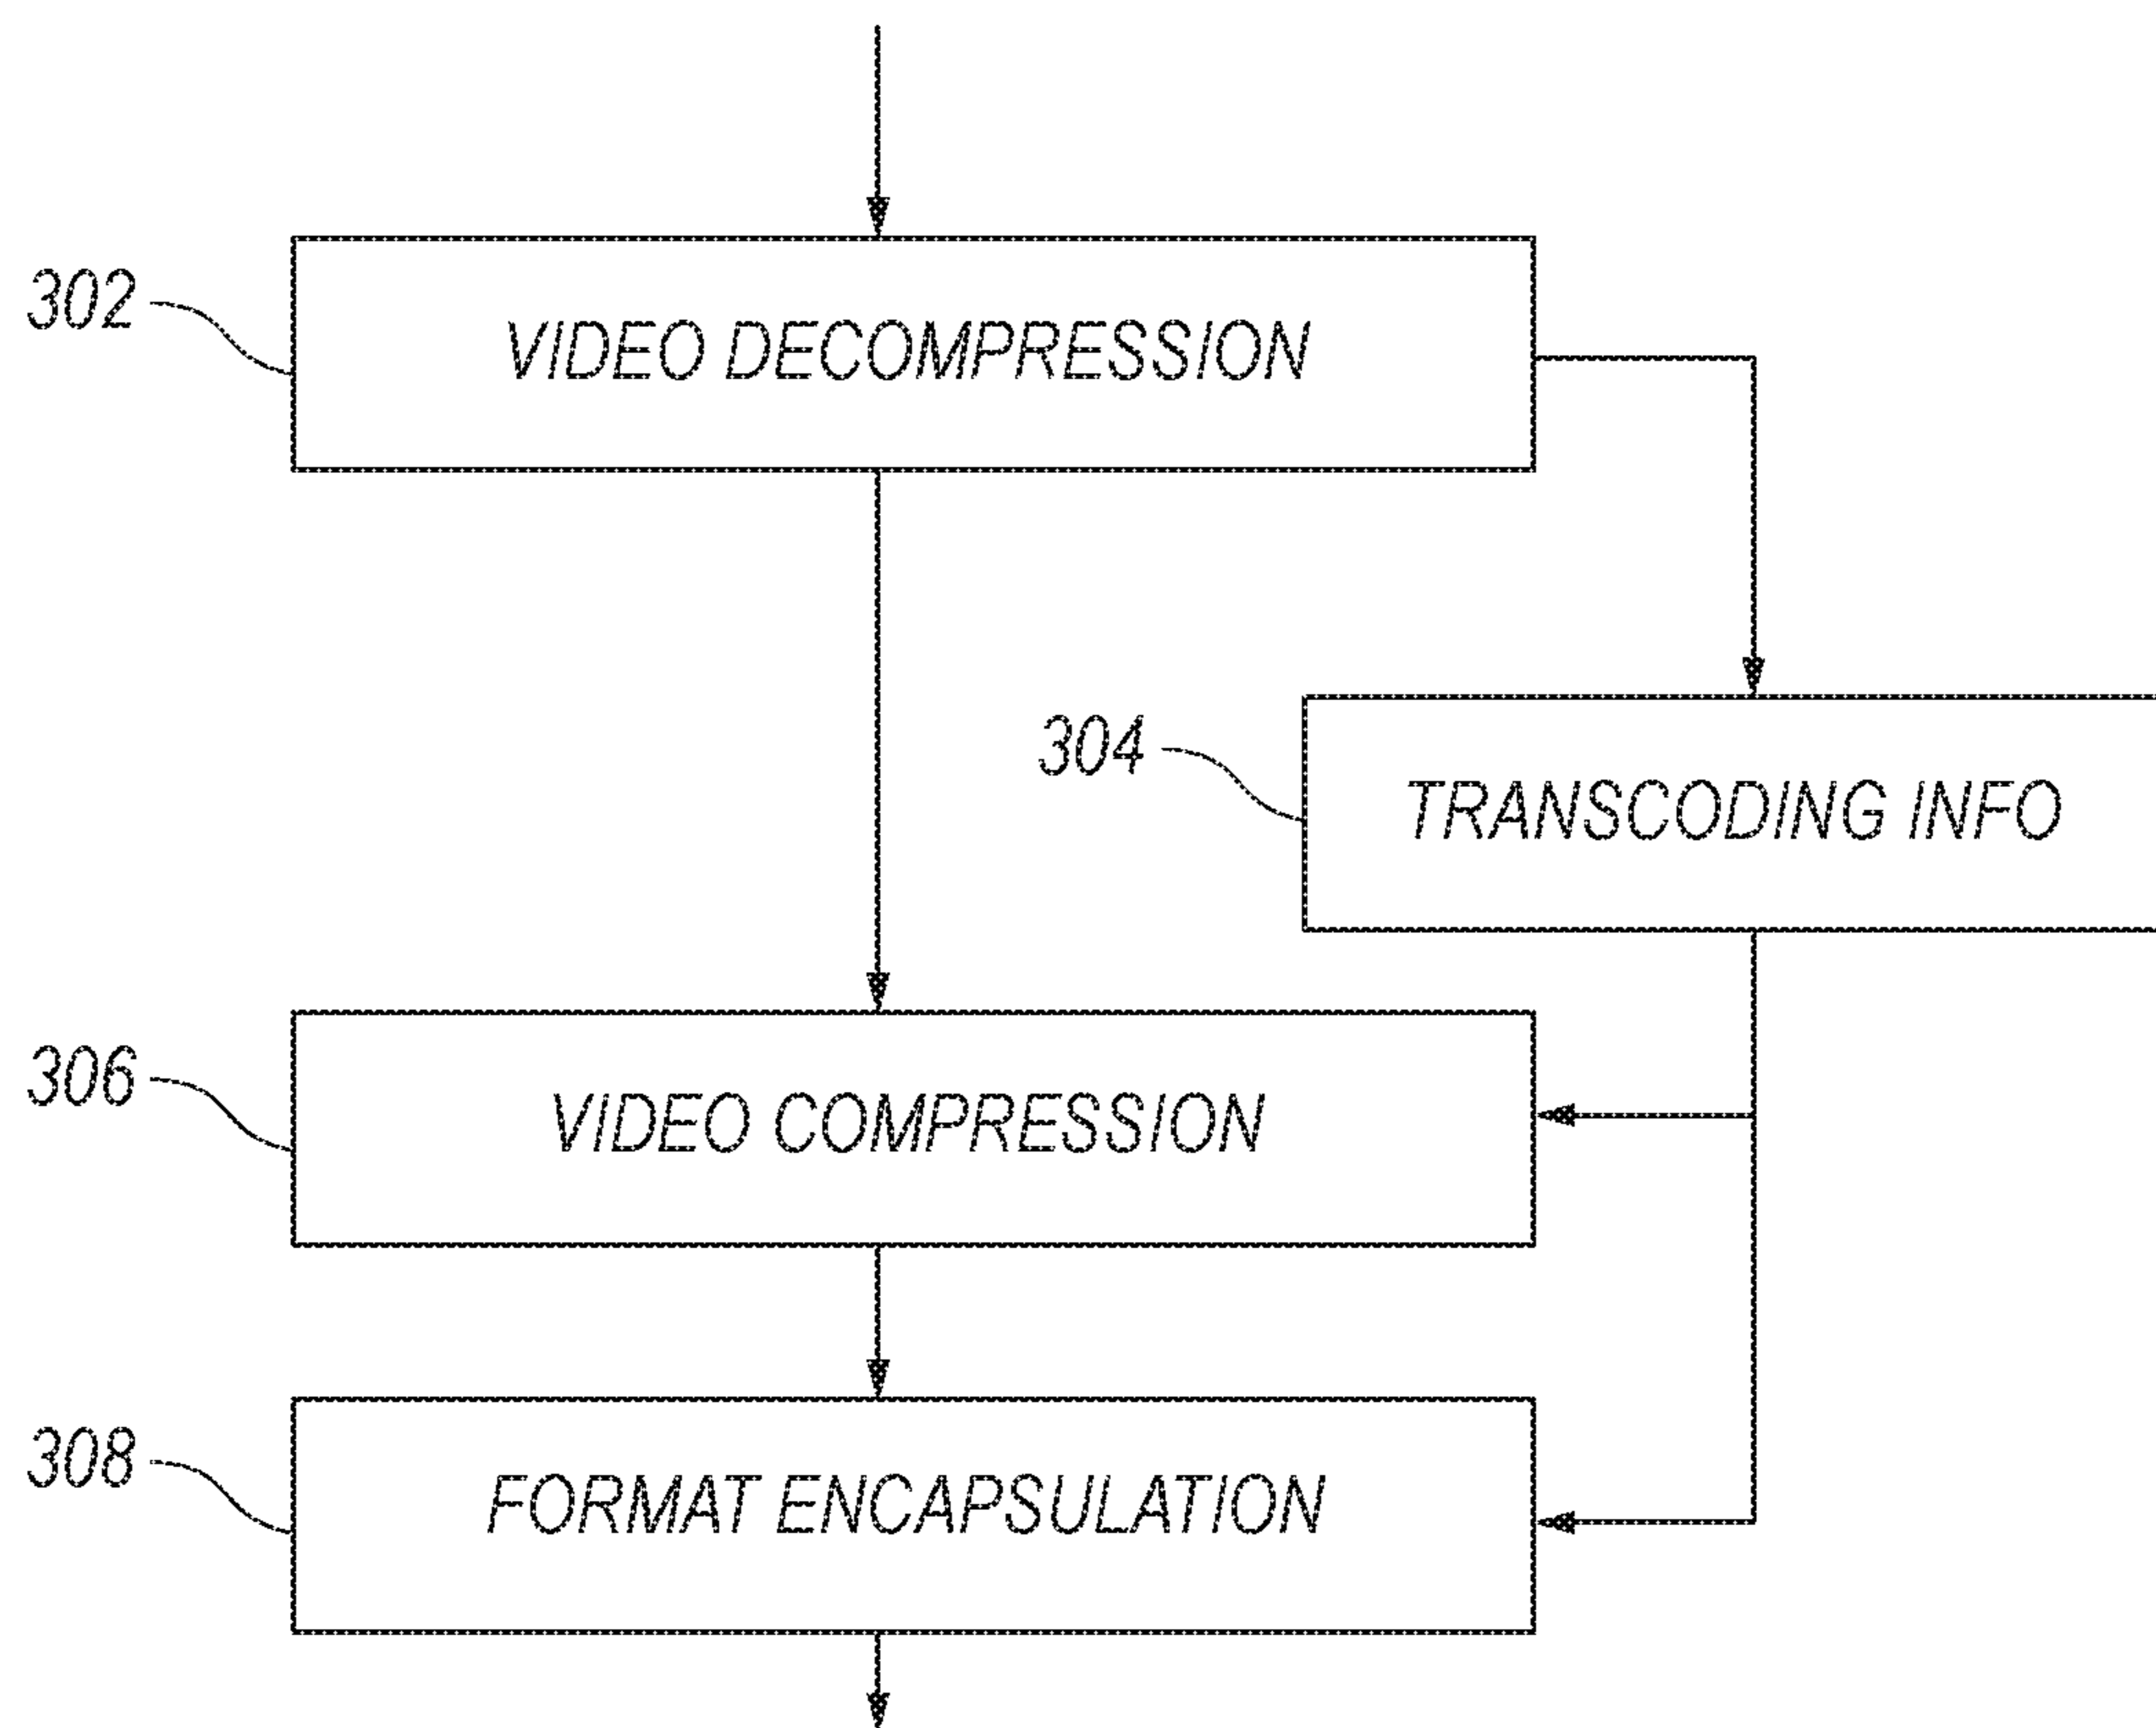 302
VIDEO DECOMPRESSION
304
TRANSCODING INFO
306
VIDEO COMPRESSION
308
FORMAT ENCAPSULATION